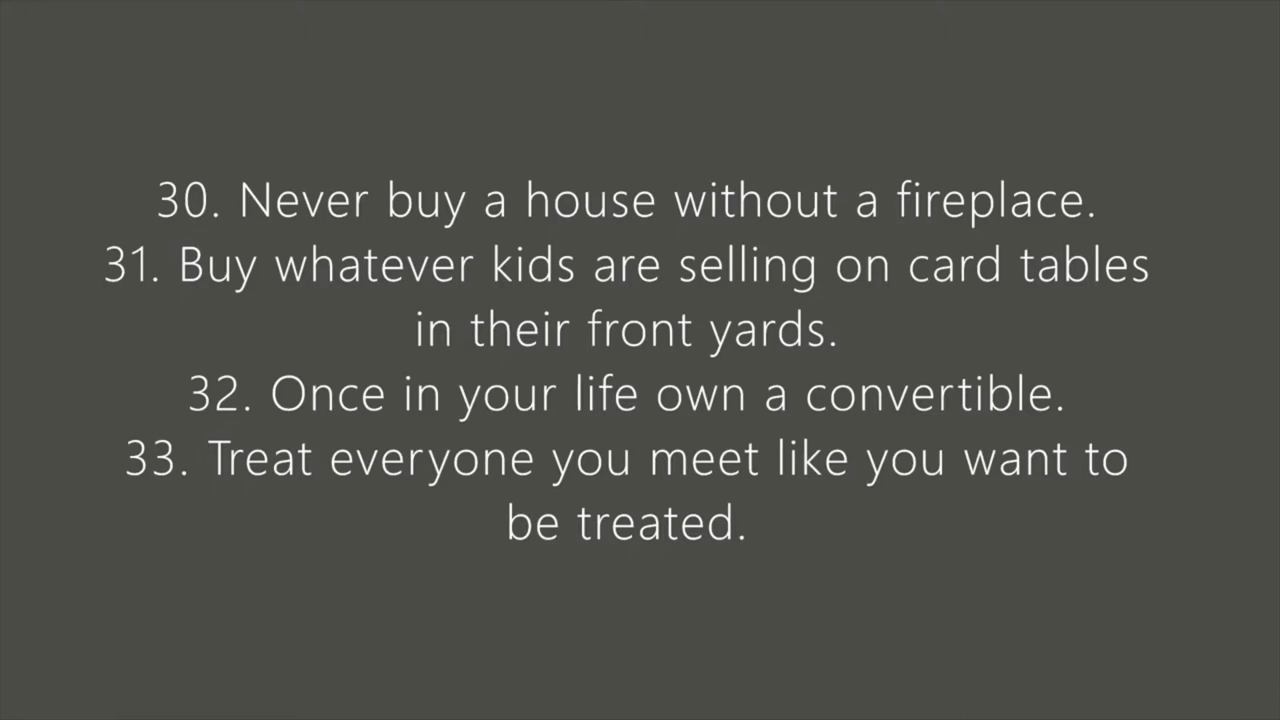 30. Never buy a house without a fireplace.
31. Buy whatever kids are selling on card tables
in their front yards.
32. Once in your life own a convertible.
33. Treat everyone you meet like you want to
be treated.